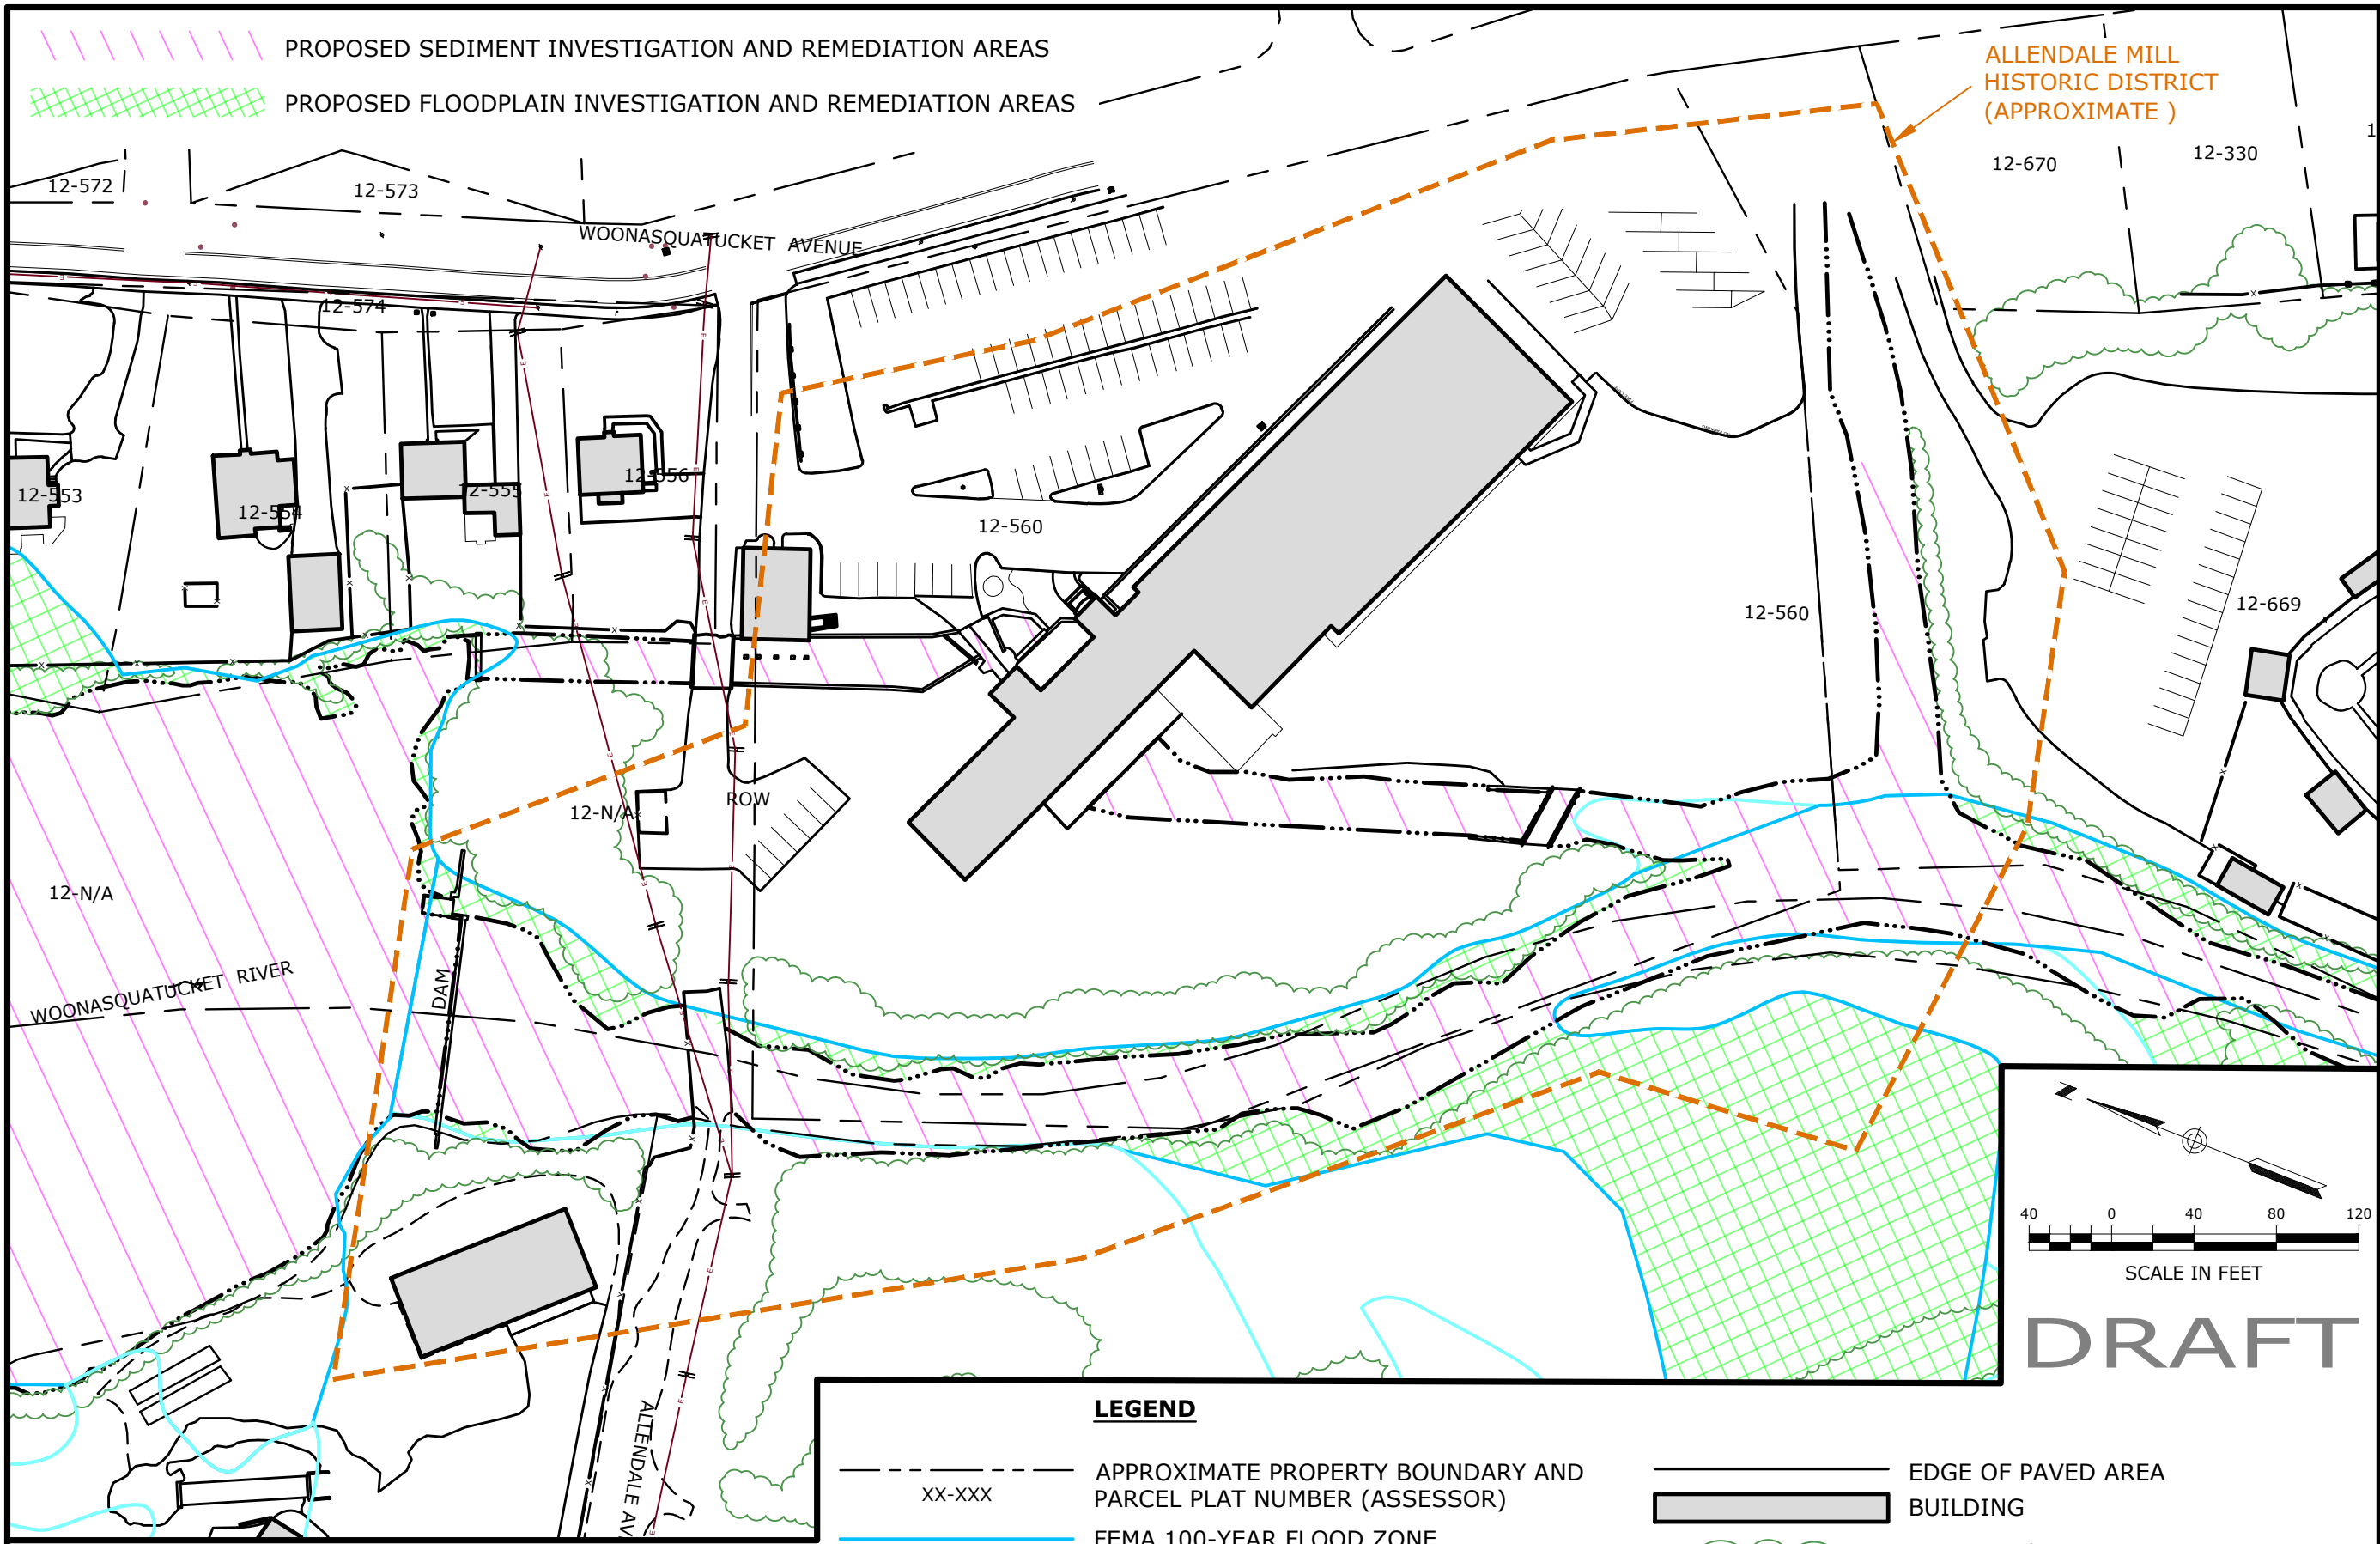 PROPOSED SEDIMENT INVESTIGATION AND REMEDIATION AREAS
PROPOSED FLOODPLAIN INVESTIGATION AND REMEDIATION AREAS
ALLENDALE MILL
HISTORIC DISTRICT
(APPROXIMATE )
12-670
12-330
12-572
12-573
WOONASQUATUCKET AVENUE
12-574
12-553
12-554
12-555
12-556
12-560
12-560
12-669
12-N/A
ROW
12-N/A
WOONASQUATUCKET RIVER
DAM
ALLENDALE AV
N
40 0 40 80 120
SCALE IN FEET
DRAFT
LEGEND
APPROXIMATE PROPERTY BOUNDARY AND
XX-XXX PARCEL PLAT NUMBER (ASSESSOR)
FEMA 100-YEAR FLOOD ZONE
EDGE OF PAVED AREA
BUILDING